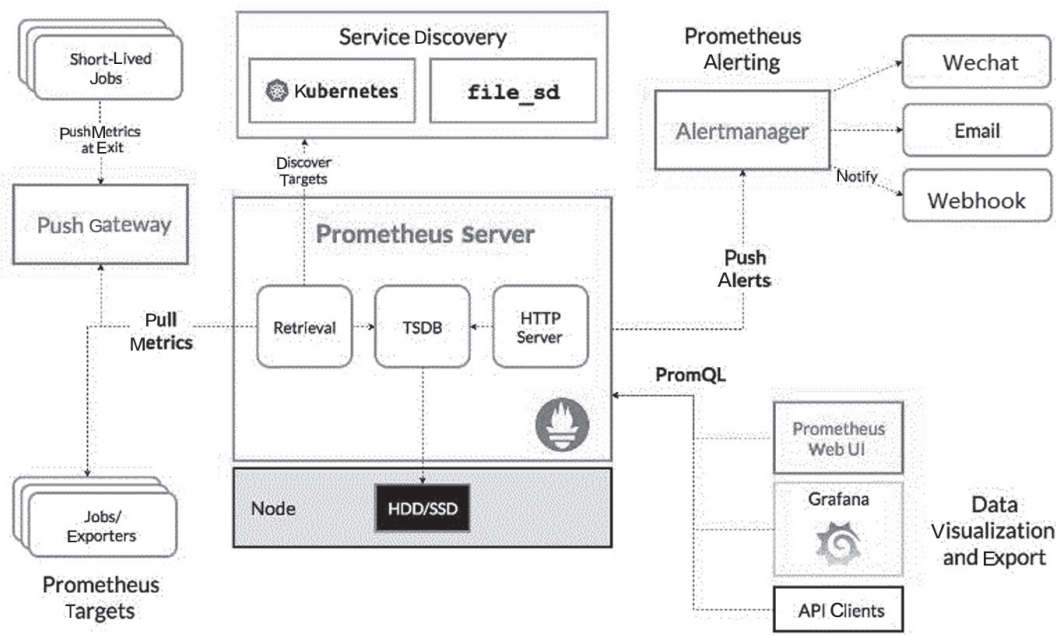 Short-Lived
Jobs
PushMetrics
at Exit
Push Gateway
Pull
Metrics
Jobs/
Exporters
Prometheus
Targets
Service Discovery
Kubernetes
file_sd
Discover
Targets
Prometheus Server
Retrieval
TSDB
HTTP
Server
Node
HDD/SSD
Prometheus
Alerting
Alertmanager
Wechat
Email
Notify
Webhook
Push
Alerts
PromQL
Prometheus
Web UI
Grafana
API Clients
Data
Visualization
and Export